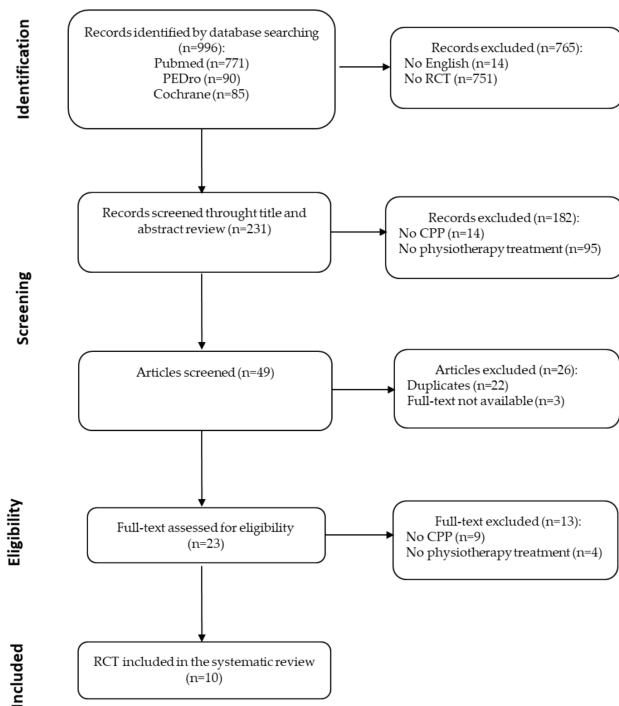 Identification
Records identified by database searching
(n=996):
Pubmed (n=771)
PEDro (n=90)
Cochrane (n=85)
Records excluded (n=765):
No English (n=14)
No RCT (n=751)
Screening
Records screened throught title and
abstract review (n=231)
Records excluded (n=182):
No CPP (n=14)
No physiotherapy treatment (n=95)
Articles screened (n=49)
Articles excluded (n=26):
Duplicates (n=22)
Full-text not available (n=3)
Eligibility
Full-text assessed for eligibility
(n=23)
Full-text excluded (n=13):
No CPP (n=9)
No physiotherapy treatment (n=4)
Included
RCT included in the systematic review
(n=10)